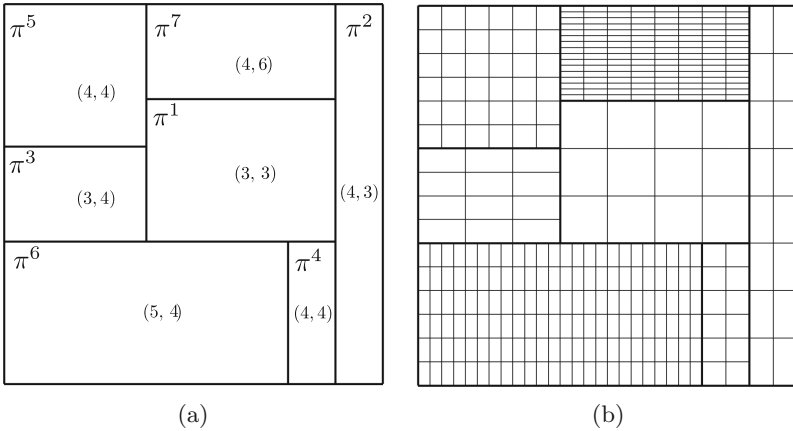 π⁵ π⁷ π²
(4, 6)
(4, 4)
π¹
π³
(3, 3)
(3, 4) (4, 3)
π⁶ π⁴
(5, 4) (4, 4)
(a) (b)